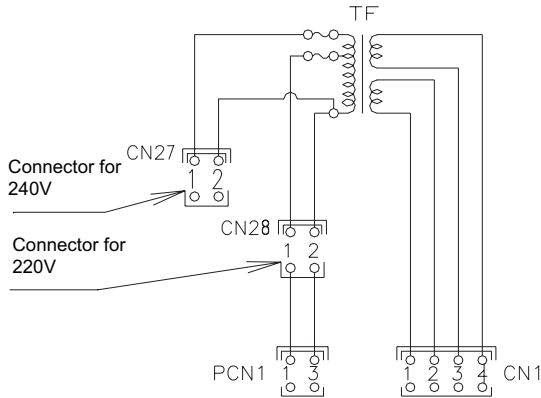 TF
CN27
1 2
Connector for
240V
CN28
1 2
Connector for
220V
PCN1 1 3
1 2 3 4 CN1